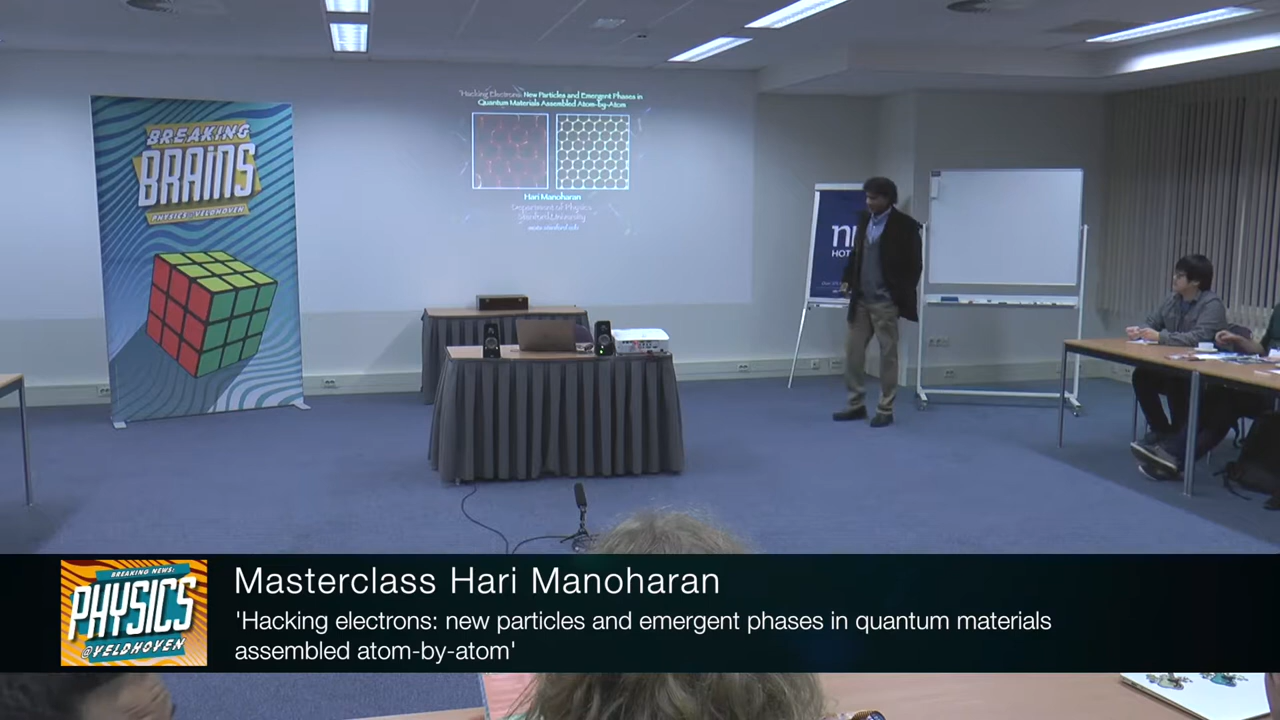 BREAKING
BRAINS
PHYSICS@VELDHOVEN
"Hacking Electrons: New Particles and Emergent Phases in
Quantum Materials Assembled Atom-by-Atom
Hari Manoharan
Department of Physics
Stanford University
HOT
BREAKING NEWS:
PHYSICS
@VELDHOVEN
Masterclass Hari Manoharan
'Hacking electrons: new particles and emergent phases in quantum materials
assembled atom-by-atom'